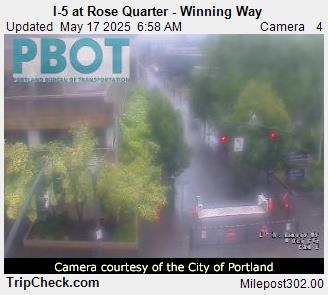 I-5 at Rose Quarter - Winning Way
Updated May 17 2025 6:58 AM Camera 4
PBOT
PORTLAND BUREAU OF TRANSPORTATION
Camera courtesy of the City of Portland
TripCheck.com Milepost302.00